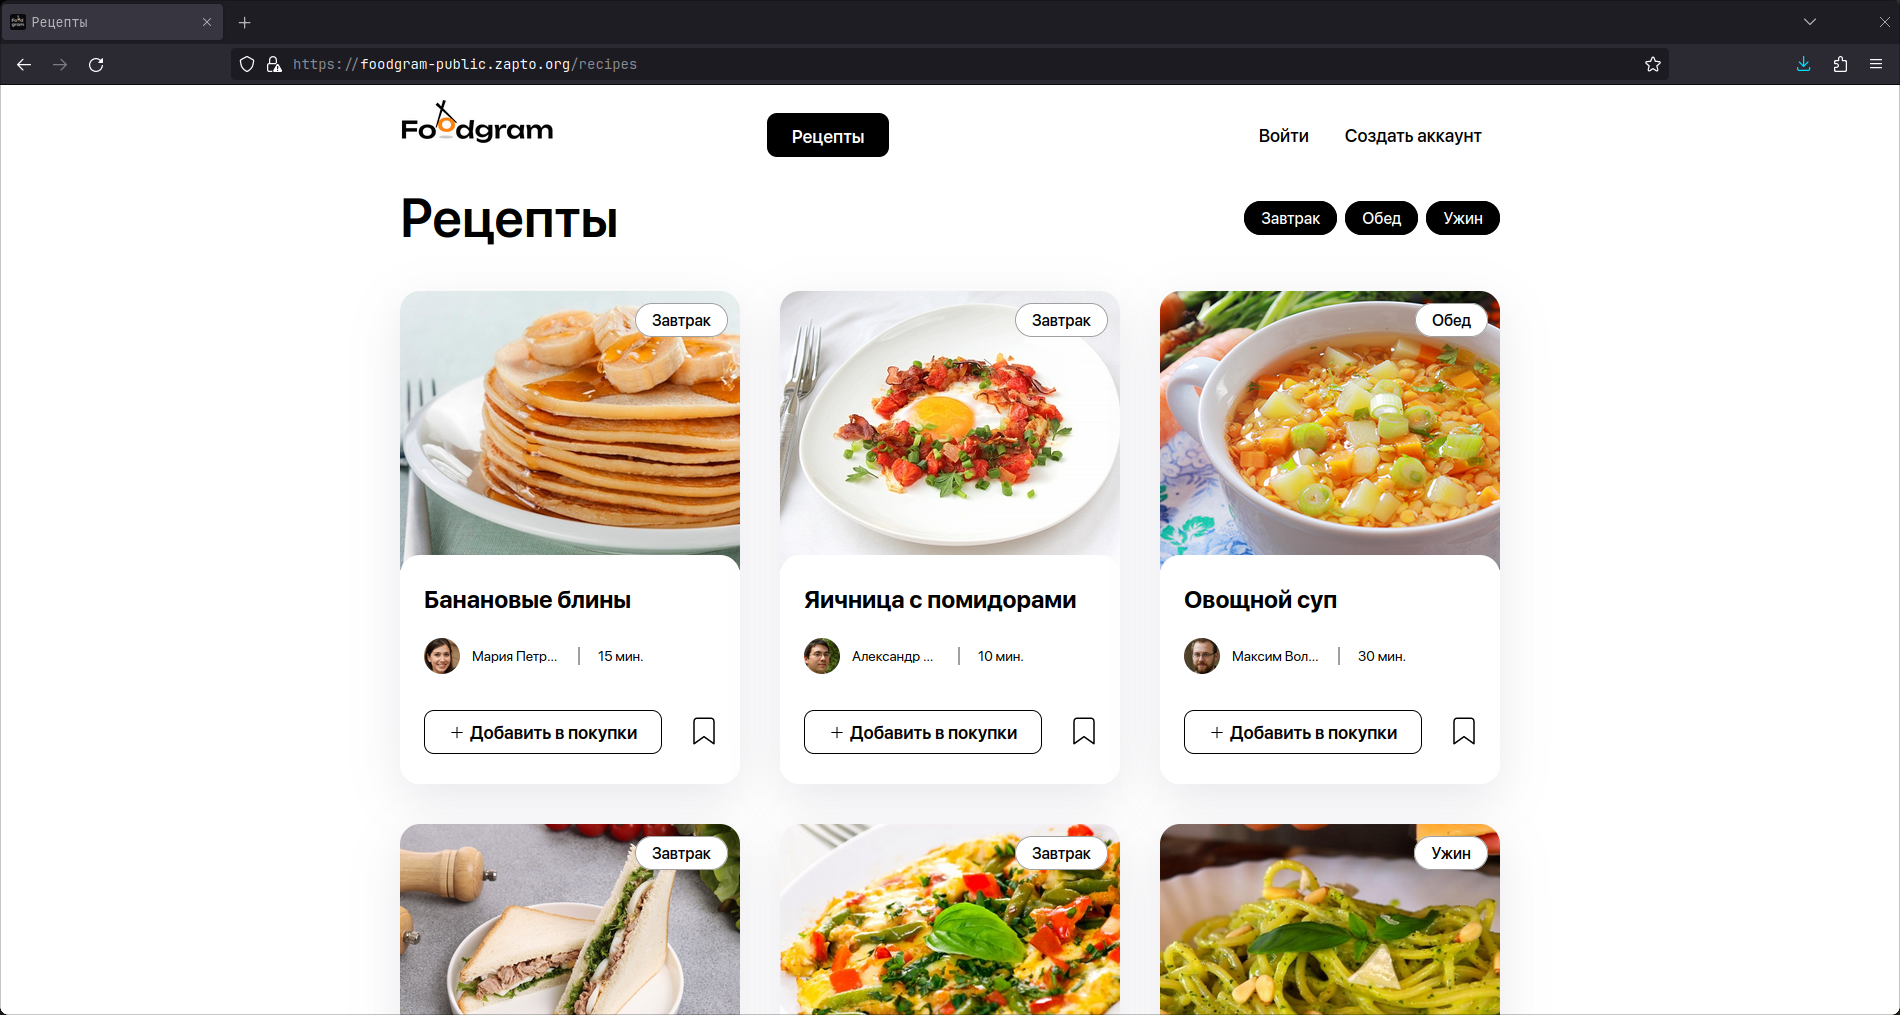 Рецепты
https://foodgram-public.zapto.org/recipes
Foodgram
Рецепты
Войти
Создать аккаунт
Рецепты
Завтрак
Обед
Ужин
Завтрак
Завтрак
Обед
Банановые блины
Мария Петр...
15 мин.
+ Добавить в покупки
Яичница с помидорами
Александр ...
10 мин.
+ Добавить в покупки
Овощной суп
Максим Вол...
30 мин.
+ Добавить в покупки
Завтрак
Завтрак
Ужин